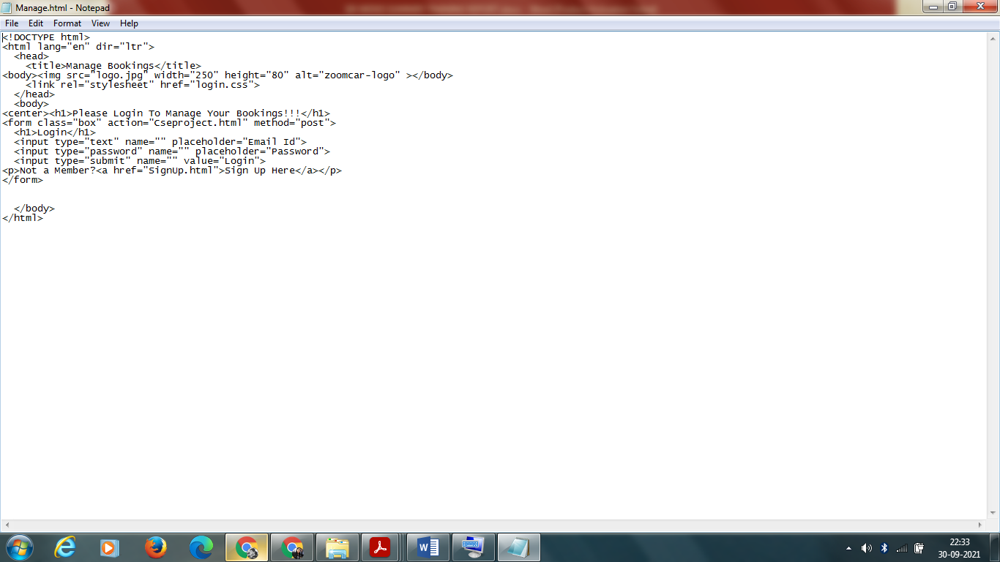 Manage.html - Notepad
File Edit Format View Help
<!DOCTYPE html>
<html lang="en" dir="ltr">
  <head>
    <title>Manage Bookings</title>
<body><img src="logo.jpg" width="250" height="80" alt="zoomcar-logo" ></body>
    <link rel="stylesheet" href="login.css">
  </head>
  <body>
<center><h1>Please Login To Manage Your Bookings!!!</h1>
<form class="box" action="Cseproject.html" method="post">
  <h1>Login</h1>
  <input type="text" name="" placeholder="Email Id">
  <input type="password" name="" placeholder="Password">
  <input type="submit" name="" value="Login">
<p>Not a Member?<a href="SignUp.html">Sign Up Here</a></p>
</form>
  </body>
</html>
22:33
30-09-2021